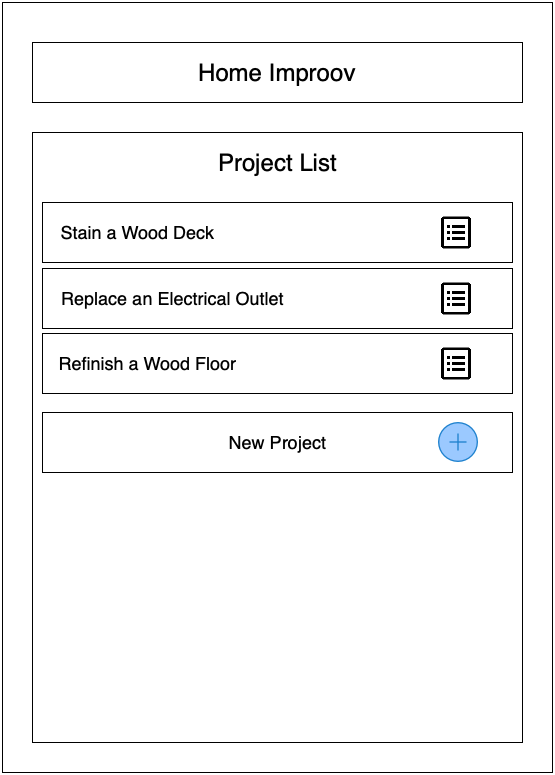 Home Improov
Project List
Stain a Wood Deck
Replace an Electrical Outlet
Refinish a Wood Floor
New Project